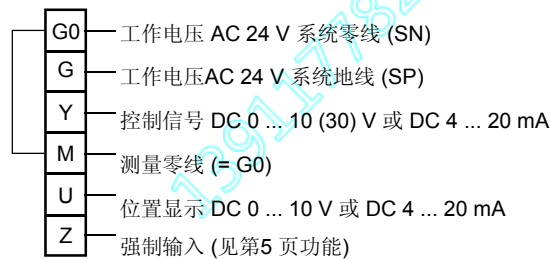 G0 工作电压 AC 24 V 系统零线 (SN)
G 工作电压AC 24 V 系统地线 (SP)
Y 控制信号 DC 0 ... 10 (30) V 或 DC 4 ... 20 mA
M 测量零线 (= G0)
U 位置显示 DC 0 ... 10 V 或 DC 4 ... 20 mA
Z 强制输入 (见第5 页功能)
139117782